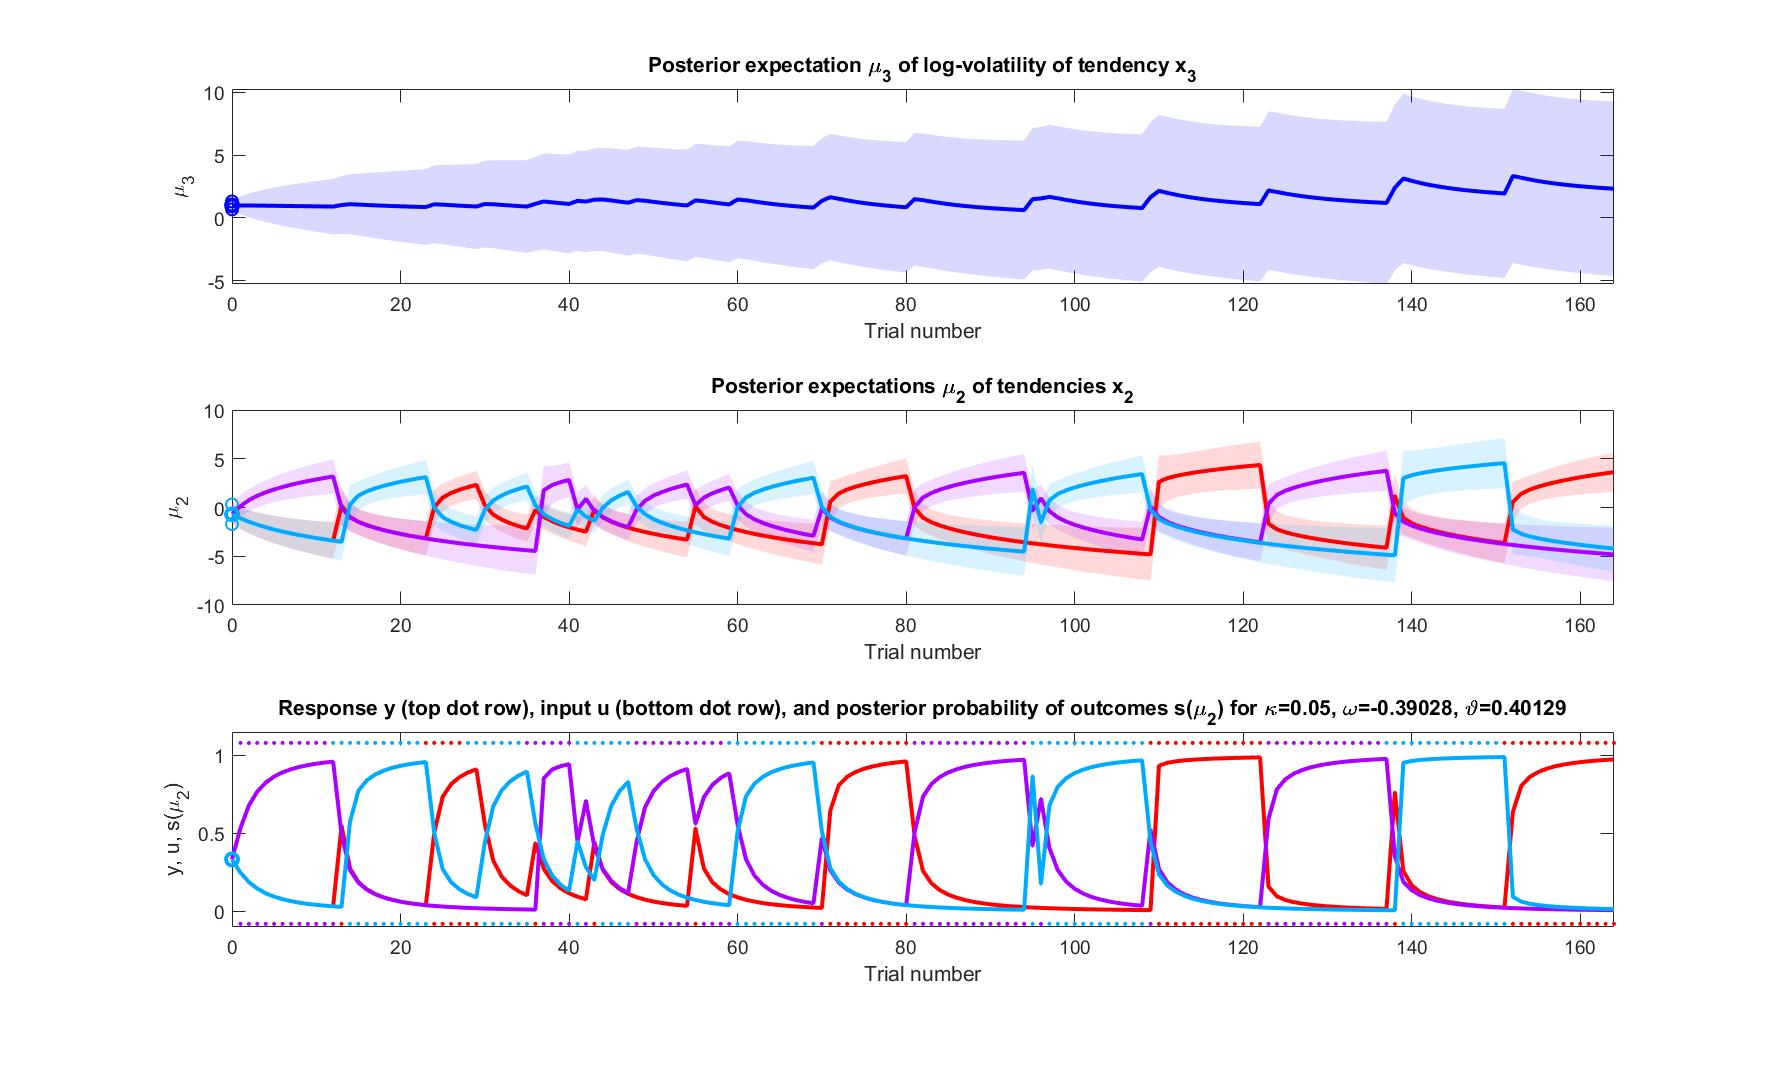 Posterior expectation μ3 of log-volatility of tendency x3
10
5
0
-5
μ3
0 20 40 60 80 100 120 140 160
Trial number
Posterior expectations μ2 of tendencies x2
10
5
0
-5
-10
μ2
0 20 40 60 80 100 120 140 160
Trial number
Response y (top dot row), input u (bottom dot row), and posterior probability of outcomes s(μ2) for κ=0.05, ω=-0.39028, ϑ=0.40129
1
0.5
0
y, u, s(μ2)
0 20 40 60 80 100 120 140 160
Trial number